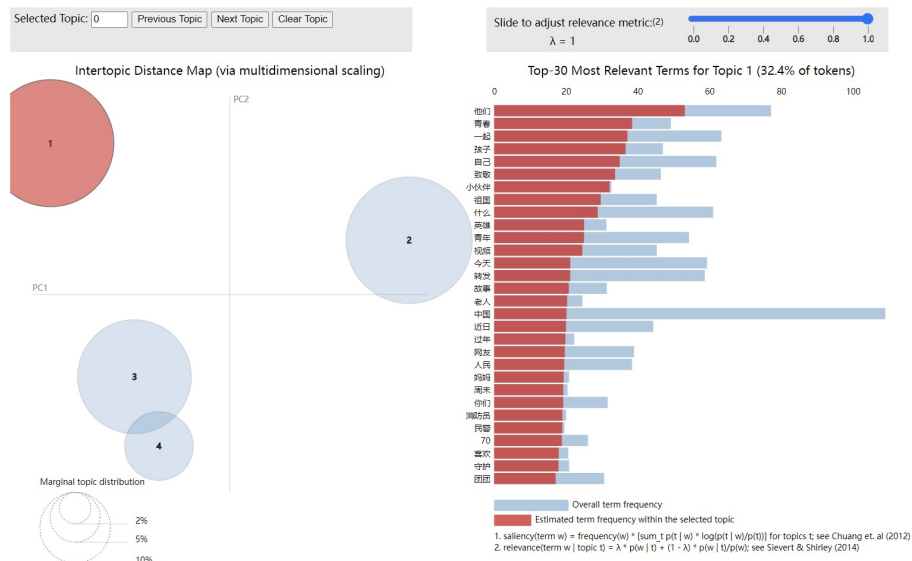 Selected Topic: 0 Previous Topic Next Topic Clear Topic
Slide to adjust relevance metric:(2)
λ = 1
0.0 0.2 0.4 0.6 0.8 1.0
Intertopic Distance Map (via multidimensional scaling)
PC2
PC1
1
2
3
4
Marginal topic distribution
2%
5%
10%
Top-30 Most Relevant Terms for Topic 1 (32.4% of tokens)
0 20 40 60 80 100
他们
青春
一起
孩子
自己
致敬
小伙伴
祖国
什么
英雄
青年
视频
今天
转发
故事
老人
中国
近日
过年
网友
人民
妈妈
周末
你们
消防员
民警
70
喜欢
守护
团团
Overall term frequency
Estimated term frequency within the selected topic
1. saliency(term w) = frequency(w) * [sum_t p(t | w) * log(p(t | w)/p(t))] for topics t; see Chuang et. al (2012)
2. relevance(term w | topic t) = λ * p(w | t) + (1 - λ) * p(w | t)/p(w); see Sievert & Shirley (2014)